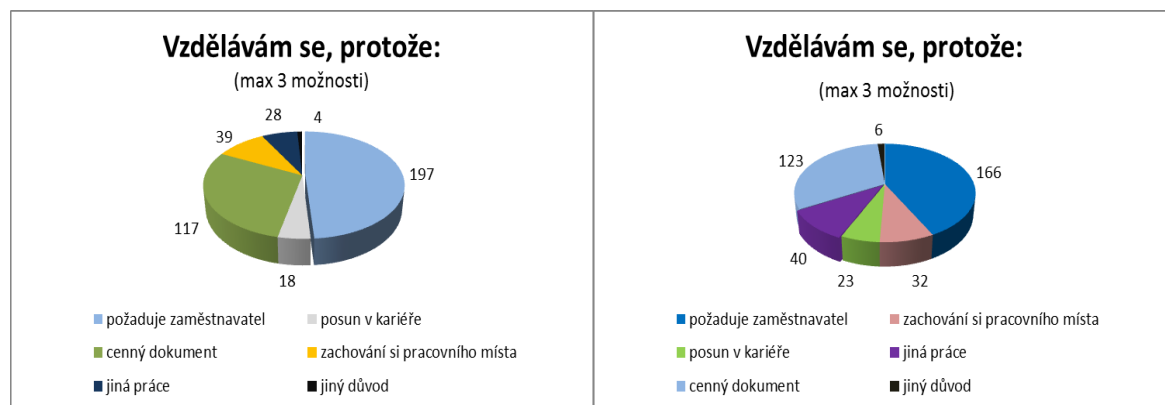 Vzdělávám se, protože:
(max 3 možnosti)
28
4
39
197
117
18
požaduje zaměstnavatel
posun v kariéře
cenný dokument
zachování si pracovního místa
jiná práce
jiný důvod
Vzdělávám se, protože:
(max 3 možnosti)
6
123
166
40
23
32
požaduje zaměstnavatel
zachování si pracovního místa
posun v kariéře
jiná práce
cenný dokument
jiný důvod